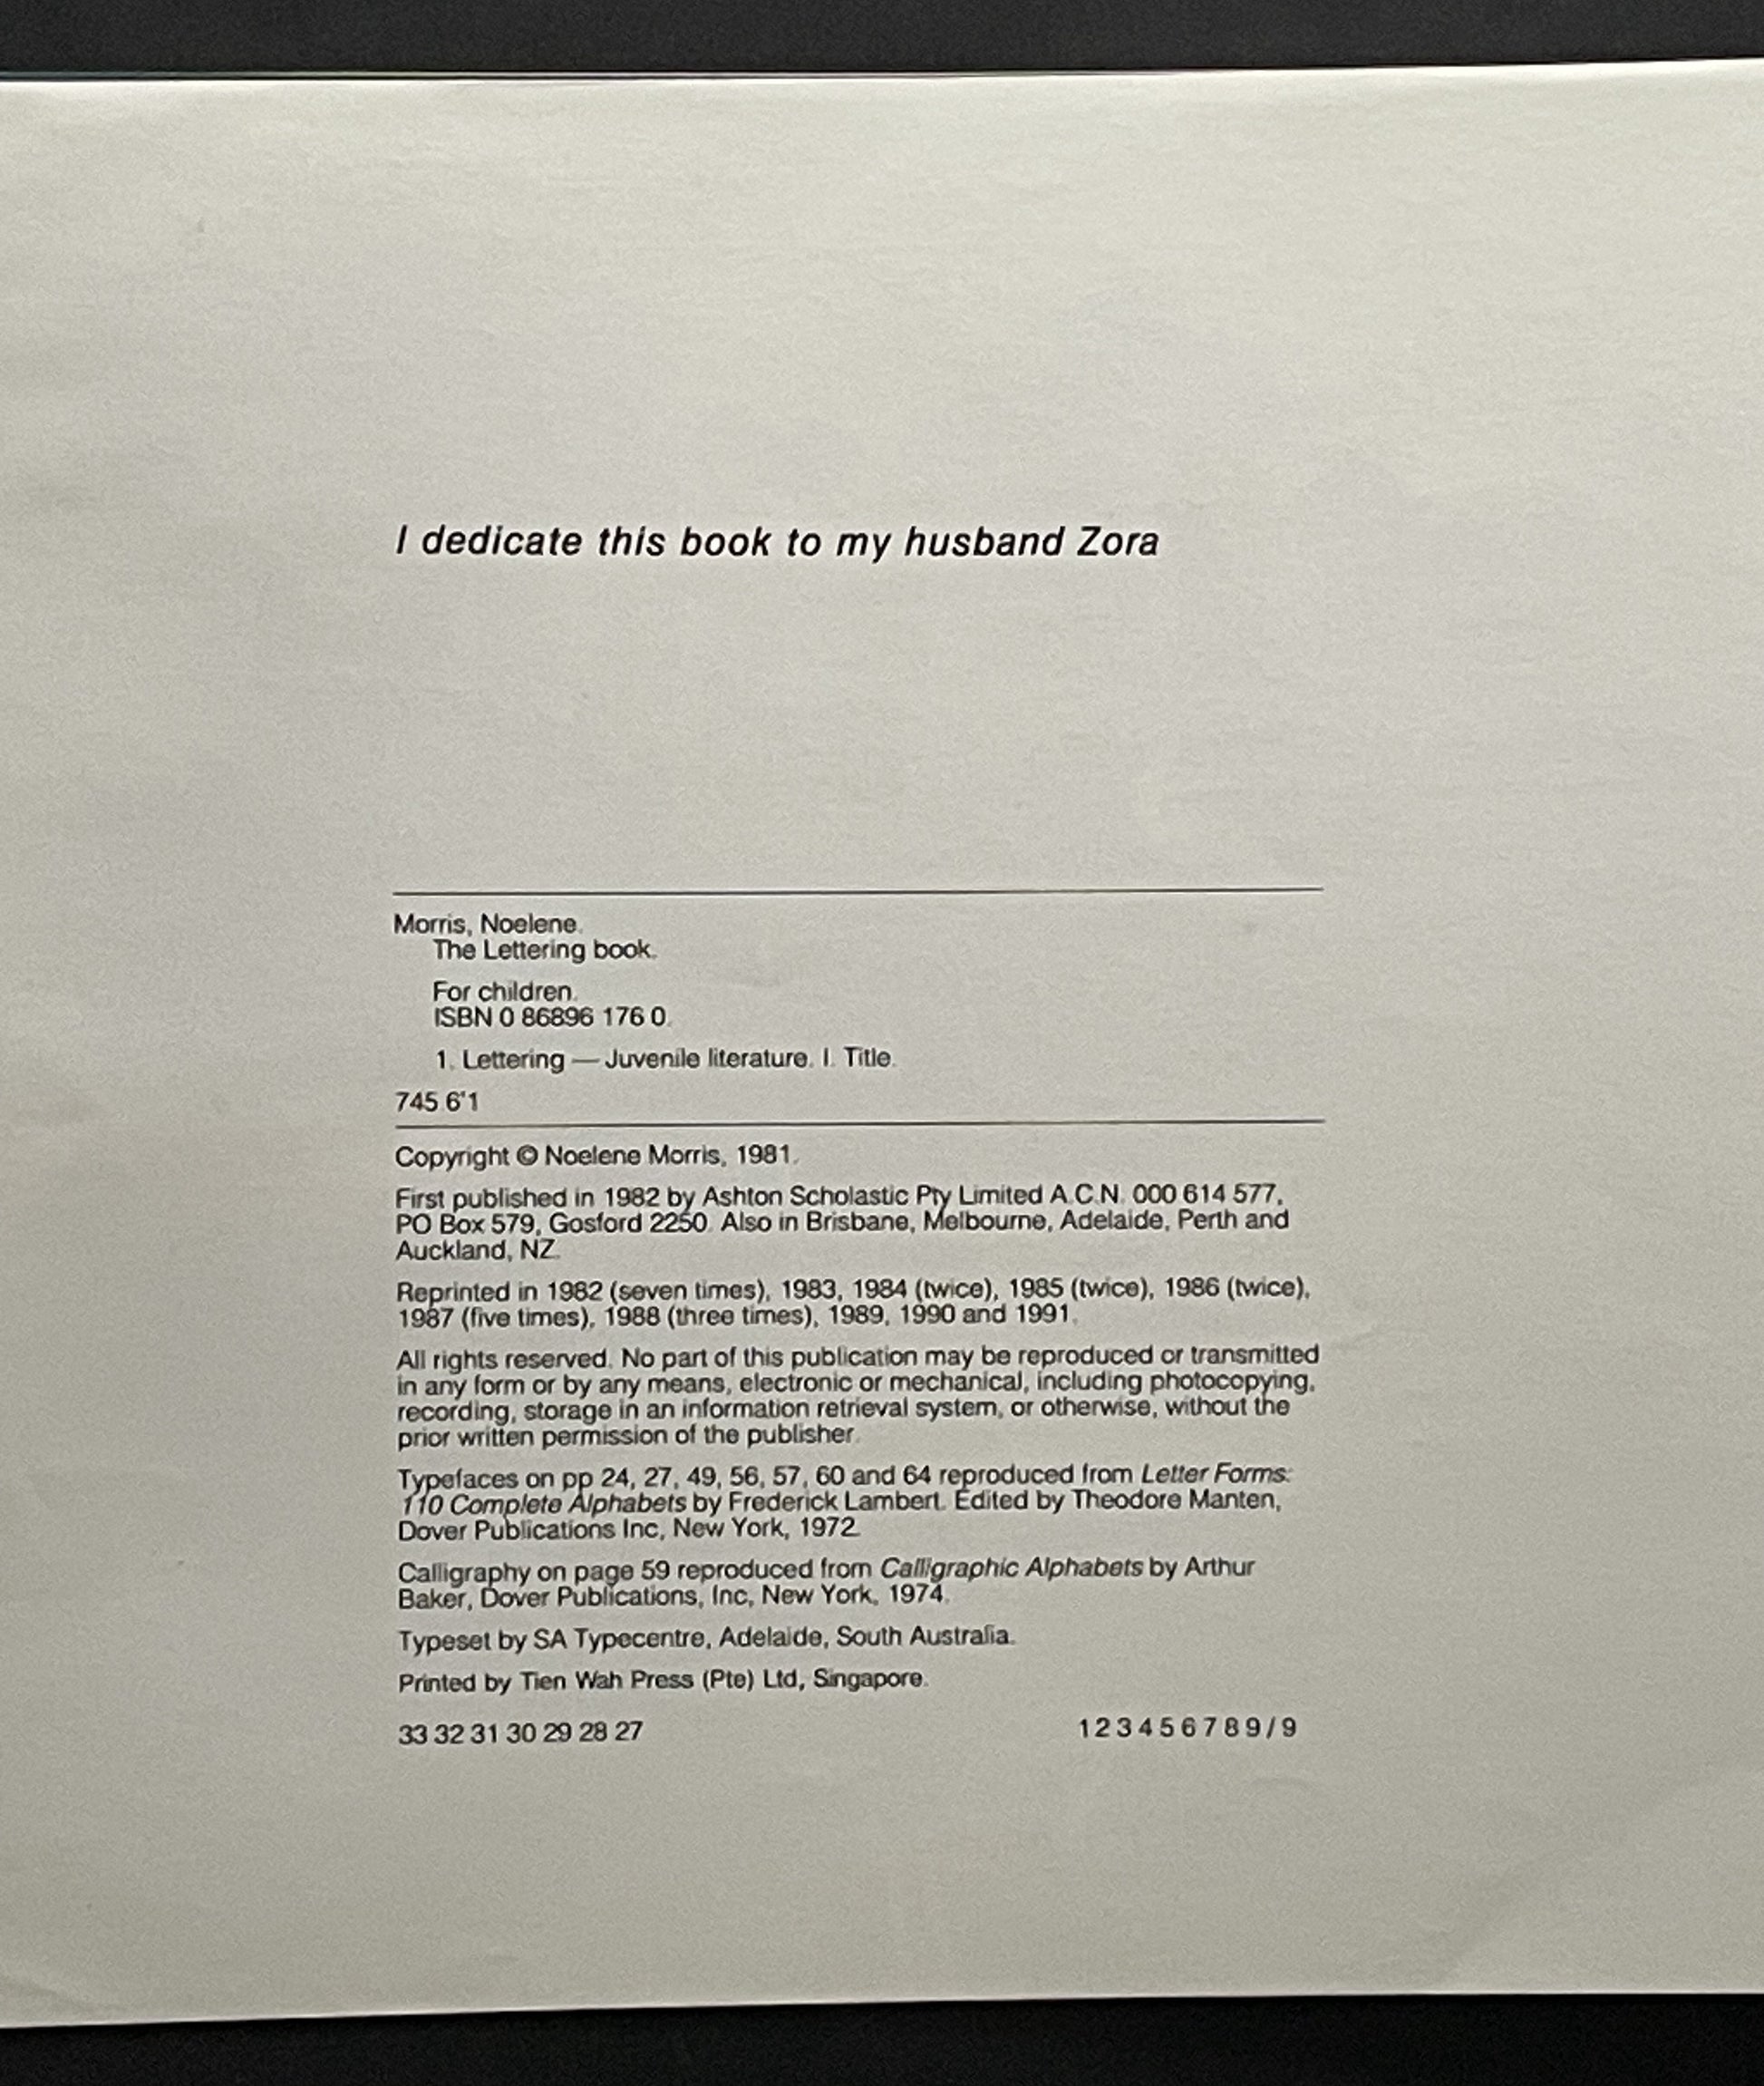 I dedicate this book to my husband Zora
Morris, Noelene.
The Lettering book.
For children.
ISBN 0 86896 176 0.
1. Lettering — Juvenile literature. I. Title.
745.6'1
Copyright © Noelene Morris, 1981.
First published in 1982 by Ashton Scholastic Pty Limited A.C.N. 000 614 577,
PO Box 579, Gosford 2250. Also in Brisbane, Melbourne, Adelaide, Perth and
Auckland, NZ.
Reprinted in 1982 (seven times), 1983, 1984 (twice), 1985 (twice), 1986 (twice),
1987 (five times), 1988 (three times), 1989, 1990 and 1991.
All rights reserved. No part of this publication may be reproduced or transmitted
in any form or by any means, electronic or mechanical, including photocopying,
recording, storage in an information retrieval system, or otherwise, without the
prior written permission of the publisher.
Typefaces on pp 24, 27, 49, 56, 57, 60 and 64 reproduced from Letter Forms:
110 Complete Alphabets by Frederick Lambert. Edited by Theodore Manten,
Dover Publications Inc, New York, 1972.
Calligraphy on page 59 reproduced from Calligraphic Alphabets by Arthur
Baker, Dover Publications, Inc, New York, 1974.
Typeset by SA Typecentre, Adelaide, South Australia.
Printed by Tien Wah Press (Pte) Ltd, Singapore.
33 32 31 30 29 28 27 1 2 3 4 5 6 7 8 9 / 9